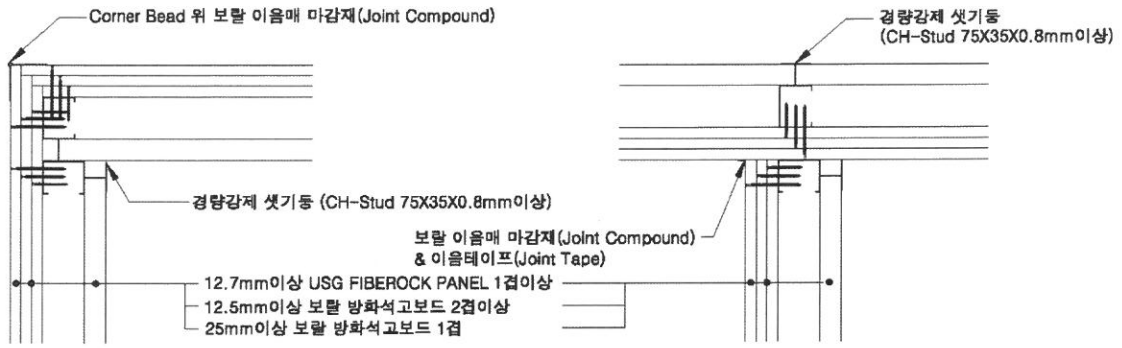 Corner Bead 위 보랄 이음매 마감재(Joint Compound)
경량강제 샛기둥
(CH-Stud 75X35X0.8mm이상)
경량강제 샛기둥 (CH-Stud 75X35X0.8mm이상)
보랄 이음매 마감재(Joint Compound)
& 이음테이프(Joint Tape)
12.7mm이상 USG FIBEROCK PANEL 1겹이상
12.5mm이상 보랄 방화석고보드 2겹이상
25mm이상 보랄 방화석고보드 1겹